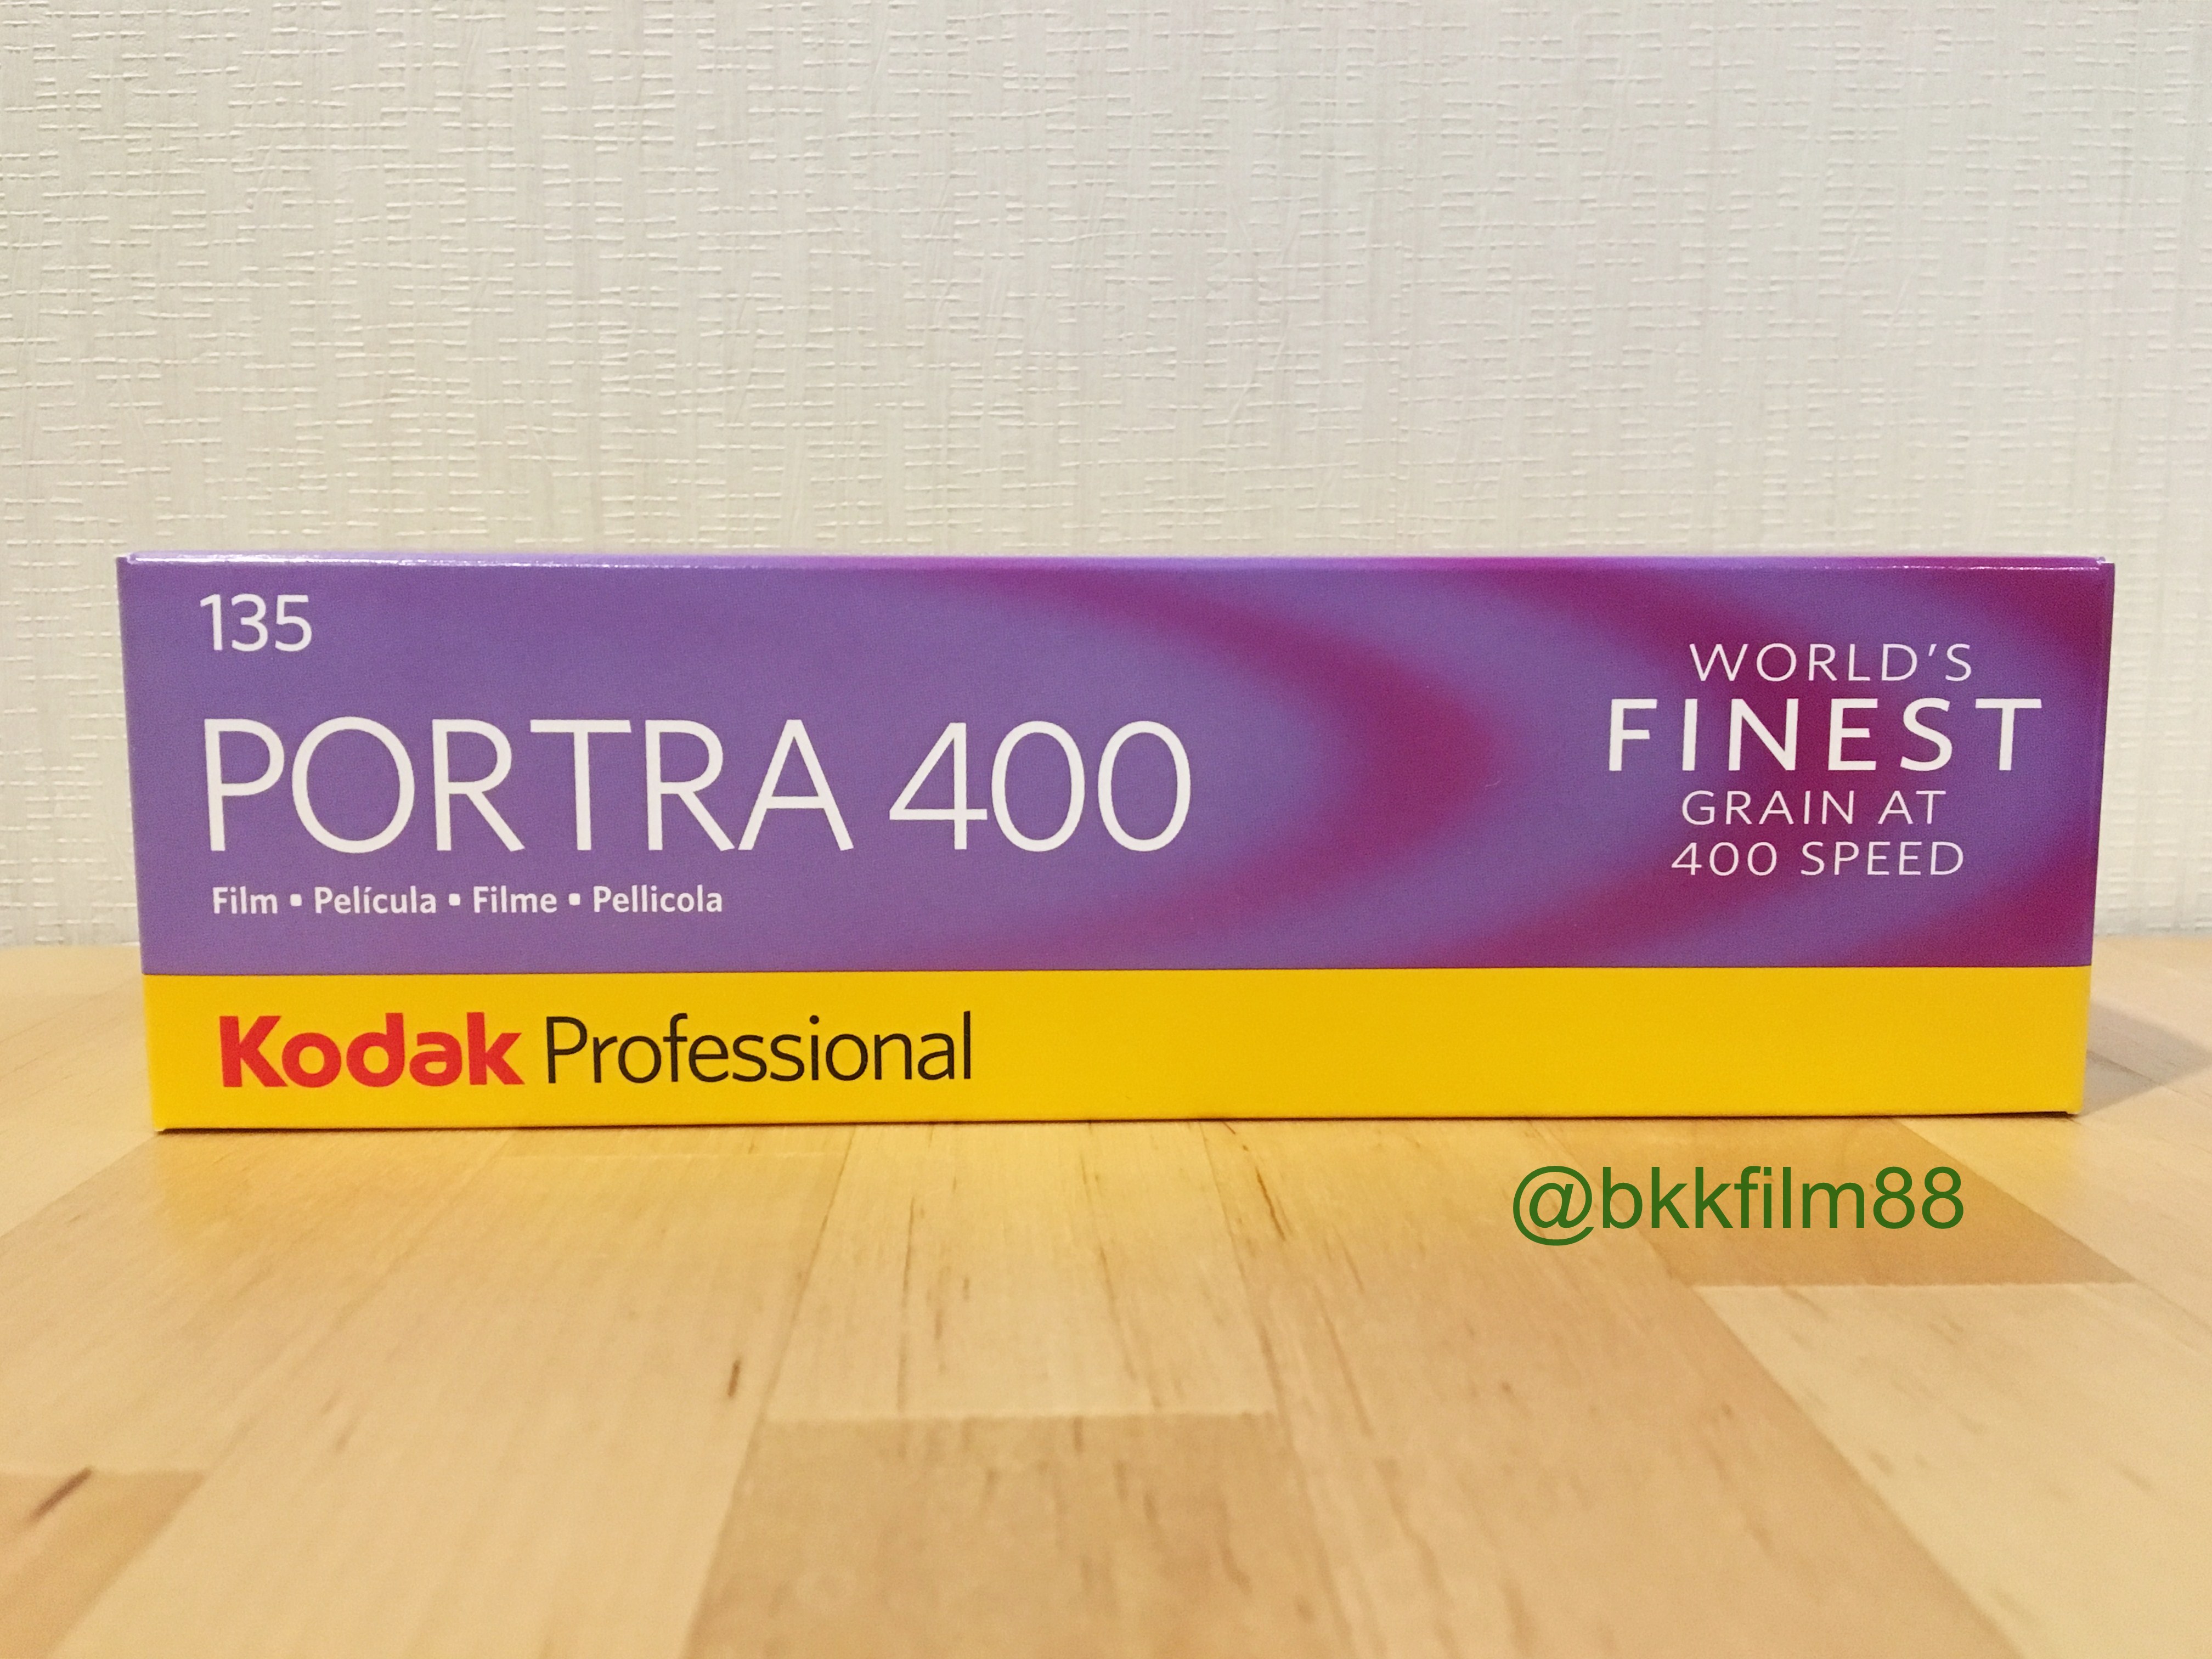 135
PORTRA 400
Film • Película • Filme • Pellicola
WORLD'S
FINEST
GRAIN AT
400 SPEED
Kodak Professional
@bkkfilm88